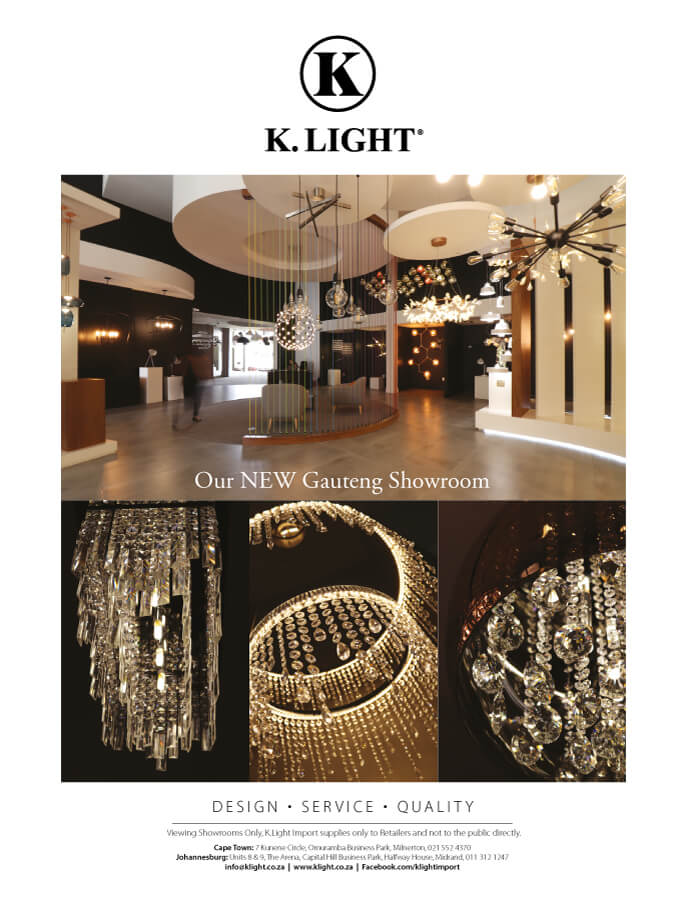 K
K. LIGHT®
Our NEW Gauteng Showroom
DESIGN • SERVICE • QUALITY
Viewing Showrooms Only, K.Light Import supplies only to Retailers and not to the public directly.
Cape Town: 7 Kunene Circle, Omuramba Business Park, Milnerton, 021 552 4370
Johannesburg: Units 8 & 9, The Arena, Capital Hill Business Park, Halfway House, Midrand, 011 312 1247
info@klight.co.za | www.klight.co.za | Facebook.com/klightimport